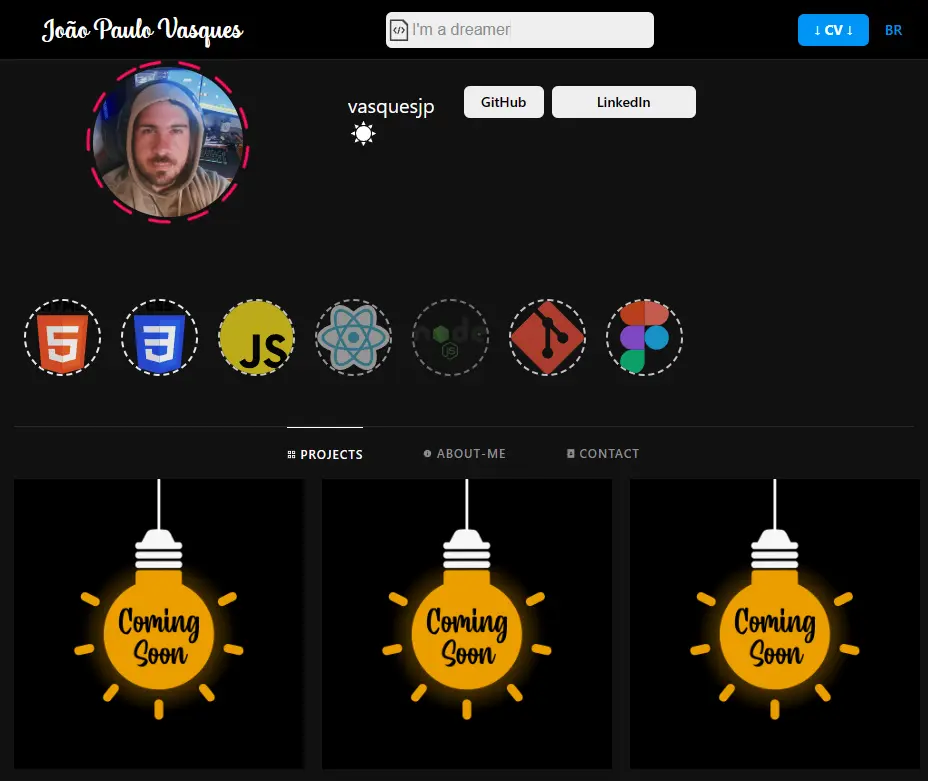 João Paulo Vasques
I'm a dreamer
↓ CV ↓
BR
vasquesjp
GitHub
LinkedIn
5
3
JS
node
JS
PROJECTS
ABOUT-ME
CONTACT
Coming
Soon
Coming
Soon
Coming
Soon